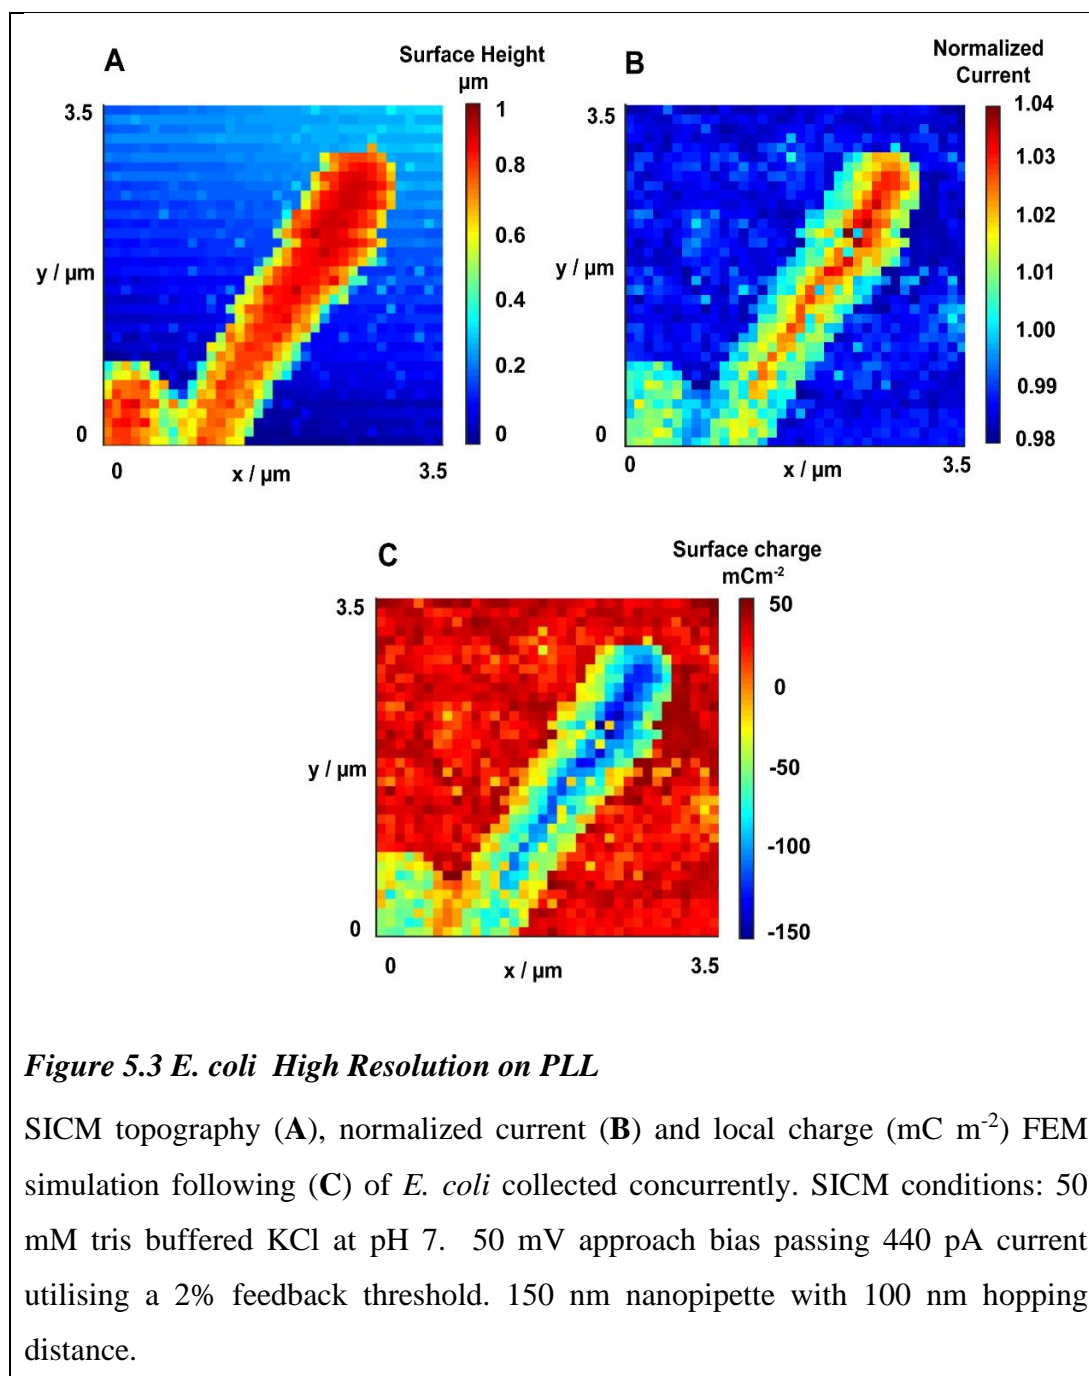 A
Surface Height
µm
3.5
1
0.8
0.6
y / µm
0.4
0.2
0
0
0
x / µm
3.5
B
Normalized
Current
3.5
1.04
1.03
1.02
y / µm
1.01
1.00
0.99
0
0.98
0
x / µm
3.5
C
Surface charge
mCm-2
3.5
50
0
-50
y / µm
-100
0
-150
0
x / µm
3.5
Figure 5.3 E. coli High Resolution on PLL
SICM topography (A), normalized current (B) and local charge (mC m-2) FEM
simulation following (C) of E. coli collected concurrently. SICM conditions: 50
mM tris buffered KCl at pH 7. 50 mV approach bias passing 440 pA current
utilising a 2% feedback threshold. 150 nm nanopipette with 100 nm hopping
distance.